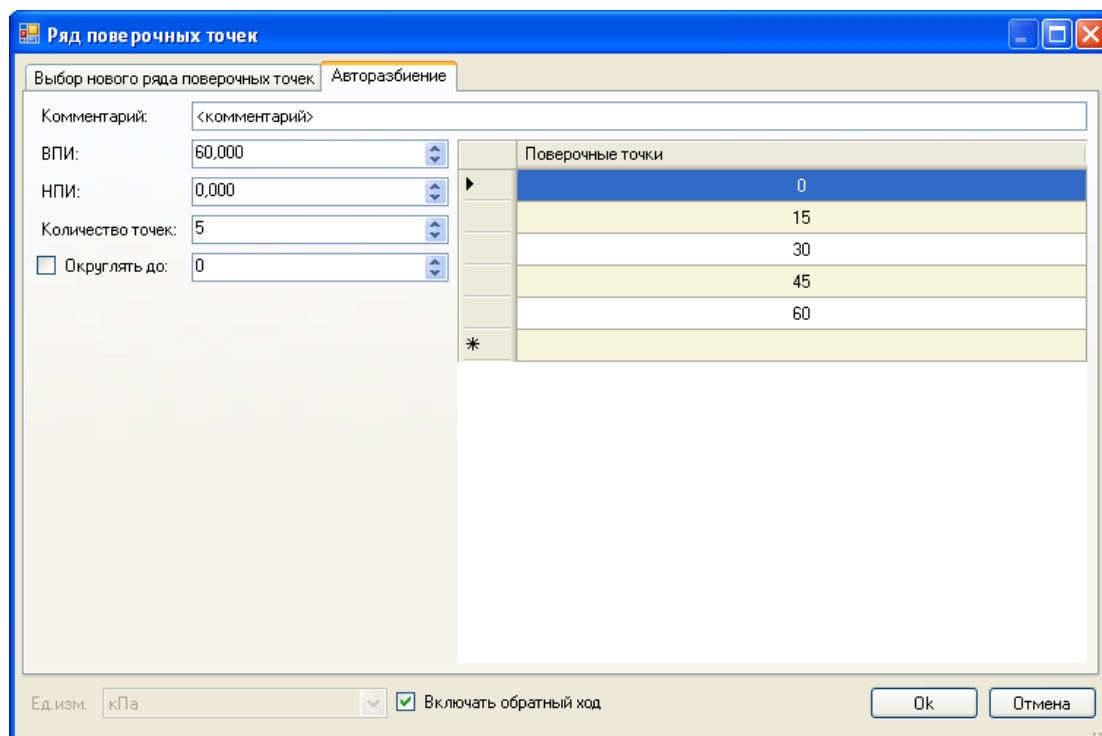 Ряд поверочных точек
Выбор нового ряда поверочных точек Авторазбиение
Комментарий: <комментарий>
ВПИ: 60,000
НПИ: 0,000
Количество точек: 5
Округлять до: 0
Поверочные точки
0
15
30
45
60
Ед.изм. кПа Включать обратный ход Ok Отмена